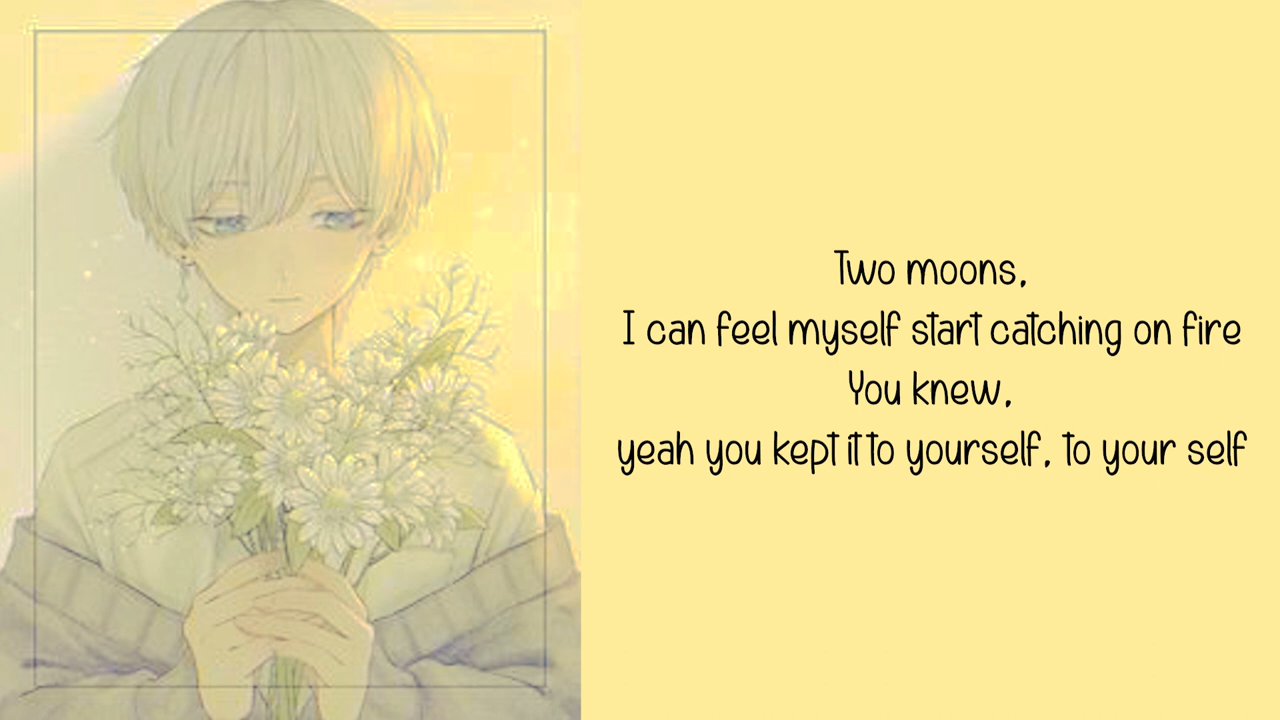 Two moons,
I can feel myself start catching on fire
You knew,
yeah you kept it to yourself, to your self